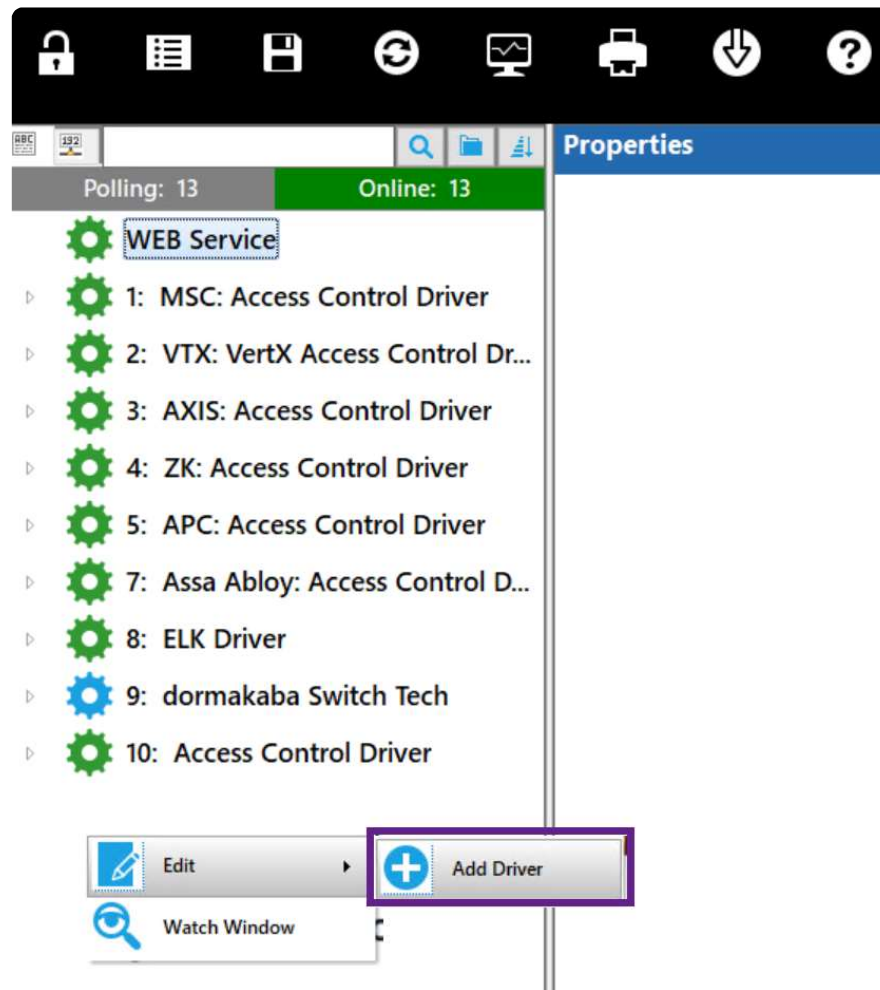 ABC
192
Properties
Polling: 13
Online: 13
WEB Service
1: MSC: Access Control Driver
2: VTX: VertX Access Control Dr...
3: AXIS: Access Control Driver
4: ZK: Access Control Driver
5: APC: Access Control Driver
7: Assa Abloy: Access Control D...
8: ELK Driver
9: dormakaba Switch Tech
10: Access Control Driver
Edit
Add Driver
Watch Window